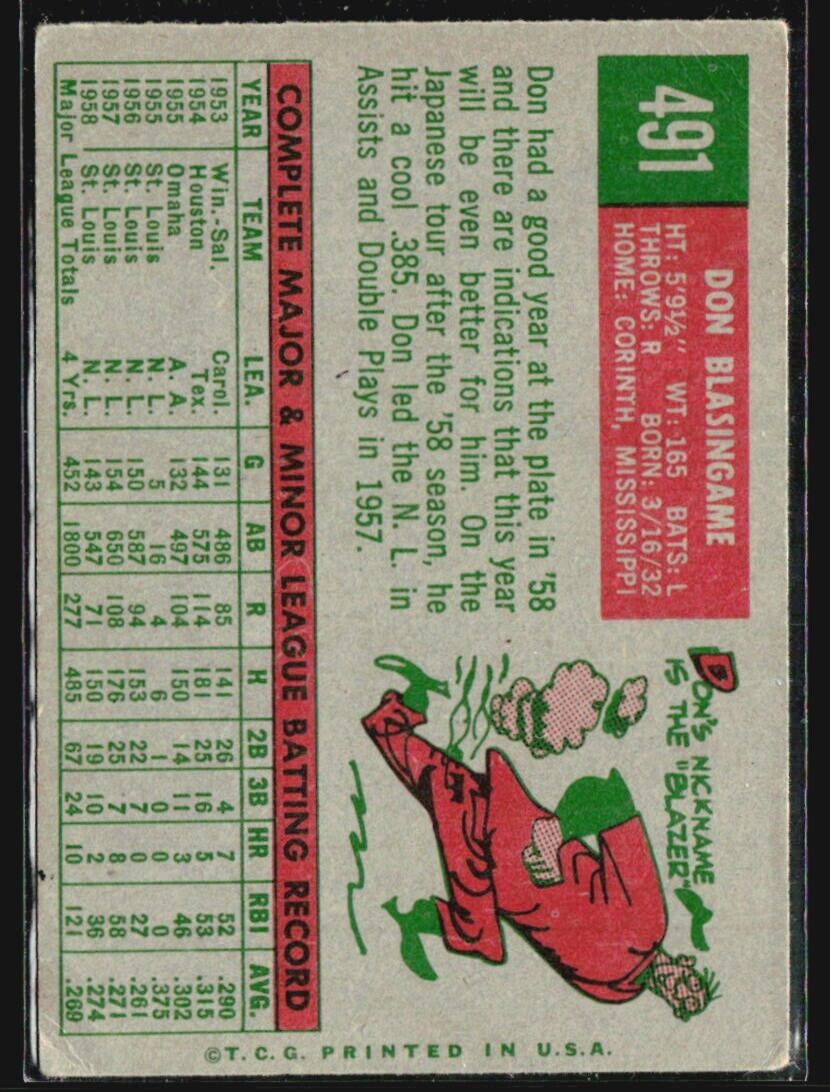 491
DON BLASINGAME
HT: 5'9½" WT: 165 BATS: L
THROWS: R BORN: 3/16/32
HOME: CORINTH, MISSISSIPPI
Don had a good year at the plate in '58
and there are indications that this year
will be even better for him. On the
Japanese tour after the '58 season, he
hit a cool .385. Don led the N. L. in
Assists and Double Plays in 1957.
DON'S NICKNAME
IS THE "BLAZER"
COMPLETE MAJOR & MINOR LEAGUE BATTING RECORD
YEAR TEAM LEA. G AB R H 2B 3B HR RBI AVG.
1953 Win.-Sal. Carol. 131 486 85 141 26 4 7 52 .290
1954 Houston Tex. 144 575 114 181 25 16 5 53 .315
1955 Omaha A. A. 132 497 104 150 14 11 3 46 .302
1955 St. Louis N. L. 5 16 4 6 1 0 0 0 .375
1956 St. Louis N. L. 150 587 94 153 22 7 0 27 .261
1957 St. Louis N. L. 154 650 108 176 25 7 8 58 .271
1958 St. Louis N. L. 143 547 71 150 19 10 2 36 .274
Major League Totals 4 Yrs. 452 1800 277 485 67 24 10 121 .269
©T.C.G. PRINTED IN U.S.A.